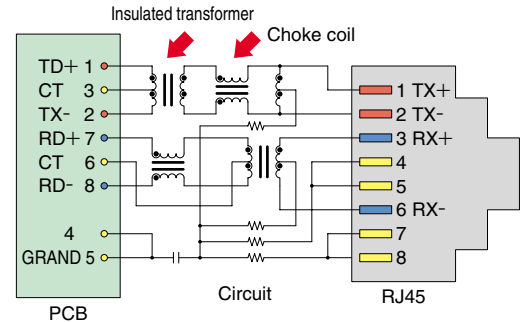 Insulated transformer
Choke coil
TD+ 1
CT 3
TX- 2
RD+ 7
CT 6
RD- 8
4
GRAND 5
PCB
Circuit
1 TX+
2 TX-
3 RX+
4
5
6 RX-
7
8
RJ45